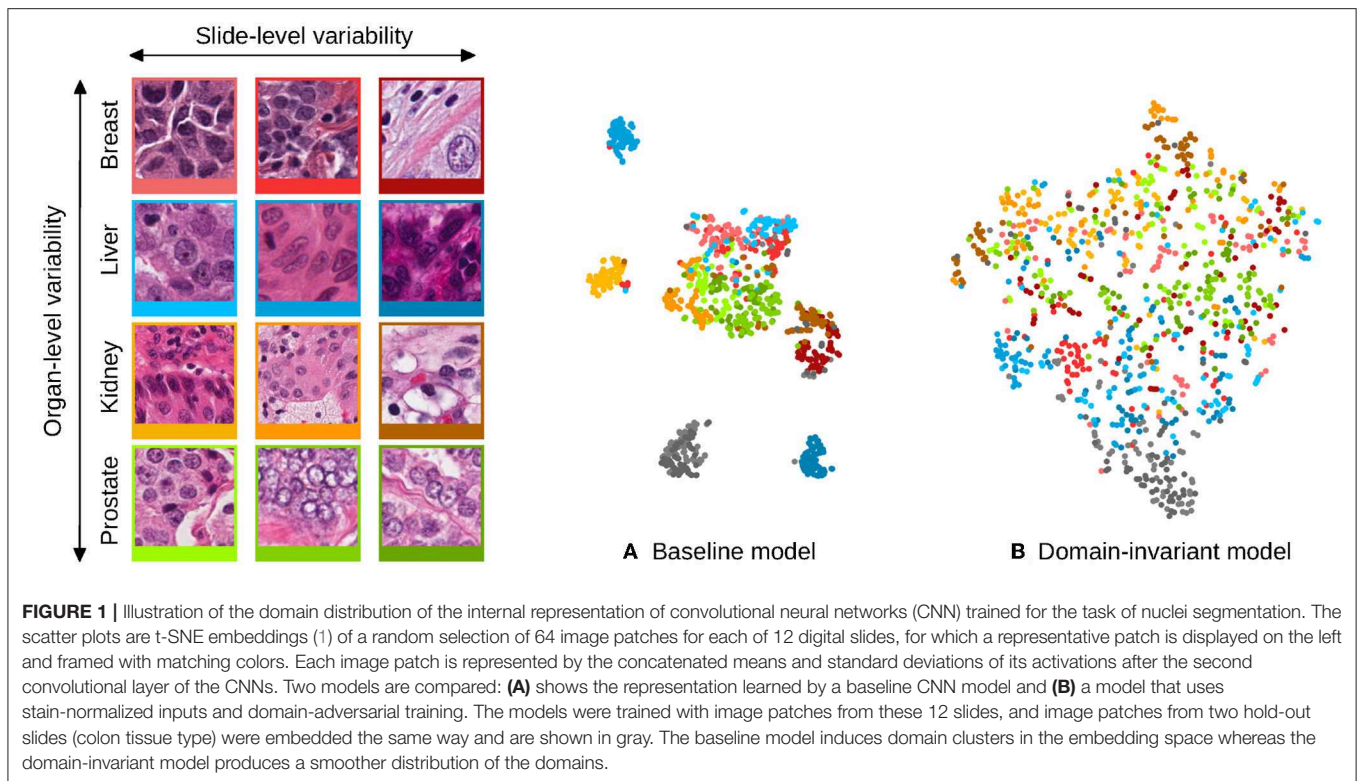 Slide-level variability
Organ-level variability
Breast
Liver
Kidney
Prostate
A Baseline model
B Domain-invariant model
FIGURE 1 | Illustration of the domain distribution of the internal representation of convolutional neural networks (CNN) trained for the task of nuclei segmentation. The
scatter plots are t-SNE embeddings (1) of a random selection of 64 image patches for each of 12 digital slides, for which a representative patch is displayed on the left
and framed with matching colors. Each image patch is represented by the concatenated means and standard deviations of its activations after the second
convolutional layer of the CNNs. Two models are compared: (A) shows the representation learned by a baseline CNN model and (B) a model that uses
stain-normalized inputs and domain-adversarial training. The models were trained with image patches from these 12 slides, and image patches from two hold-out
slides (colon tissue type) were embedded the same way and are shown in gray. The baseline model induces domain clusters in the embedding space whereas the
domain-invariant model produces a smoother distribution of the domains.